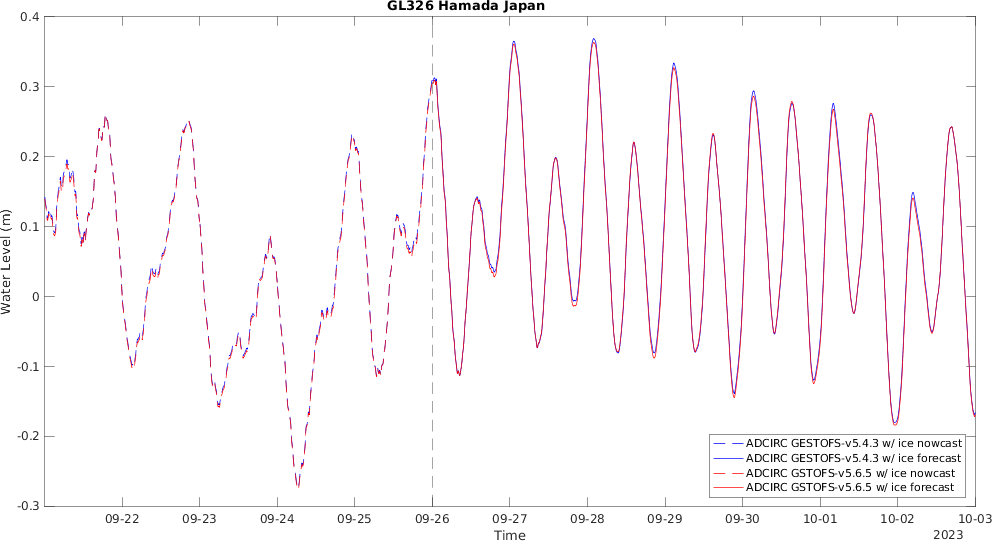 GL326 Hamada Japan
0.4
0.3
0.2
0.1
0
-0.1
-0.2
-0.3
Water Level (m)
ADCIRC GESTOFS-v5.4.3 w/ ice nowcast
ADCIRC GESTOFS-v5.4.3 w/ ice forecast
ADCIRC GSTOFS-v5.6.5 w/ ice nowcast
ADCIRC GSTOFS-v5.6.5 w/ ice forecast
09-22 09-23 09-24 09-25 09-26 09-27 09-28 09-29 09-30 10-01 10-02 10-03
Time
2023